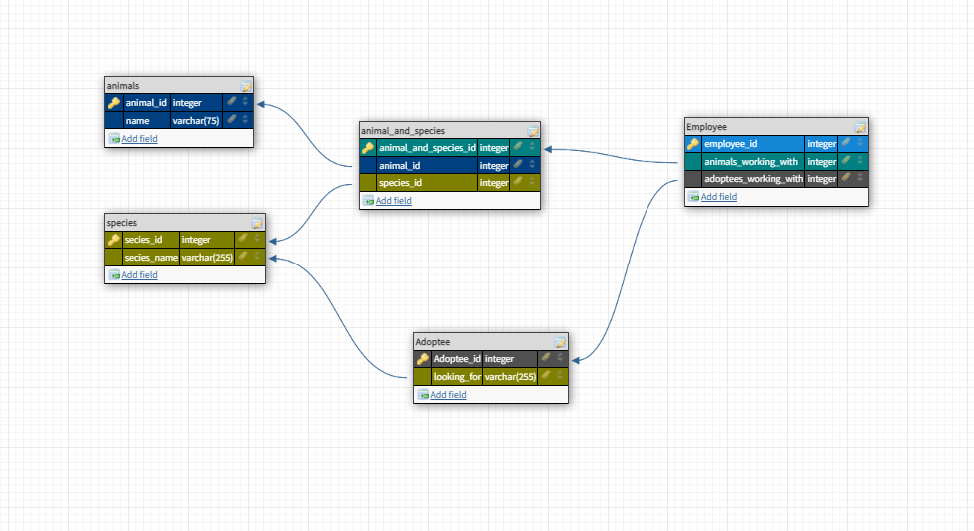 animals
animal_id integer
name varchar(75)
Add field
animal_and_species
animal_and_species_id integer
animal_id integer
species_id integer
Add field
Employee
employee_id integer
animals_working_with integer
adoptees_working_with integer
Add field
species
secies_id integer
secies_name varchar(255)
Add field
Adoptee
Adoptee_id integer
looking_for varchar(255)
Add field